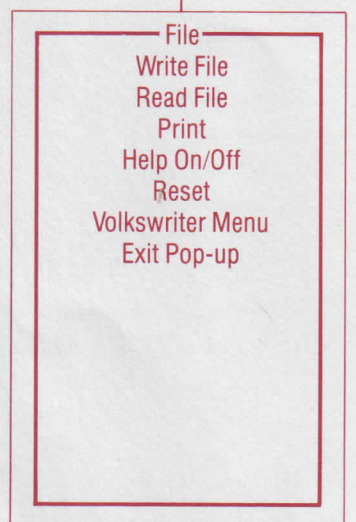 File
Write File
Read File
Print
Help On/Off
Reset
Volkswriter Menu
Exit Pop-up